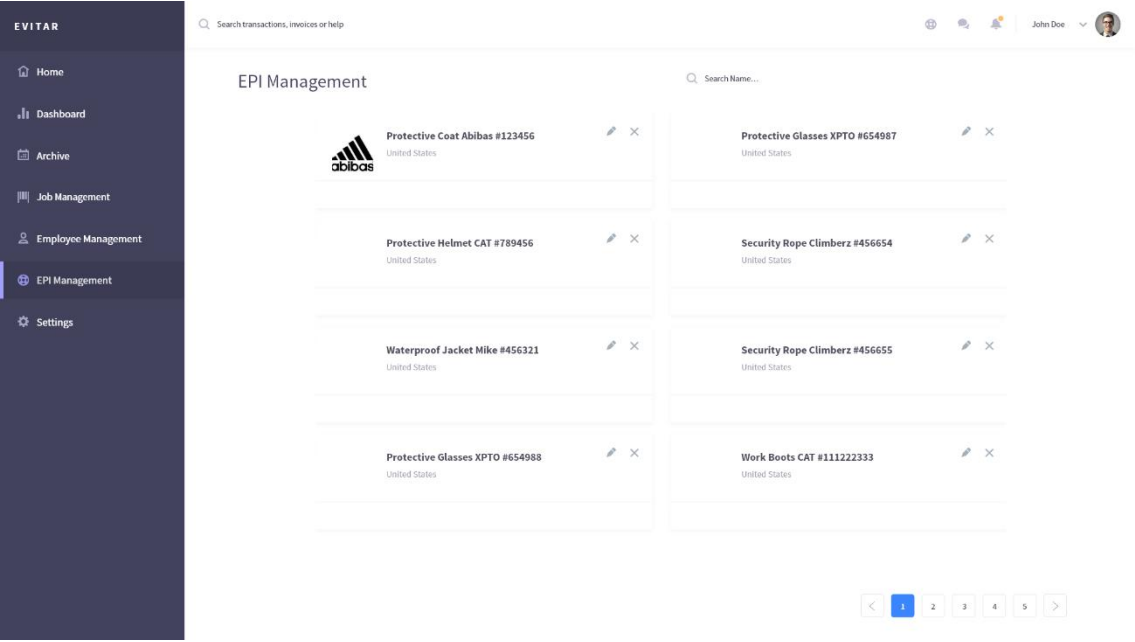 EVITAR
Search transactions, invoices or help
John Doe
Home
Dashboard
Archive
Job Management
Employee Management
EPI Management
Settings
EPI Management
Search Name...
abibas
Protective Coat Abibas #123456
United States
Protective Glasses XPTO #654987
United States
Protective Helmet CAT #789456
United States
Security Rope Climberz #456654
United States
Waterproof Jacket Mike #456321
United States
Security Rope Climberz #456655
United States
Protective Glasses XPTO #654988
United States
Work Boots CAT #111222333
United States
1 2 3 4 5